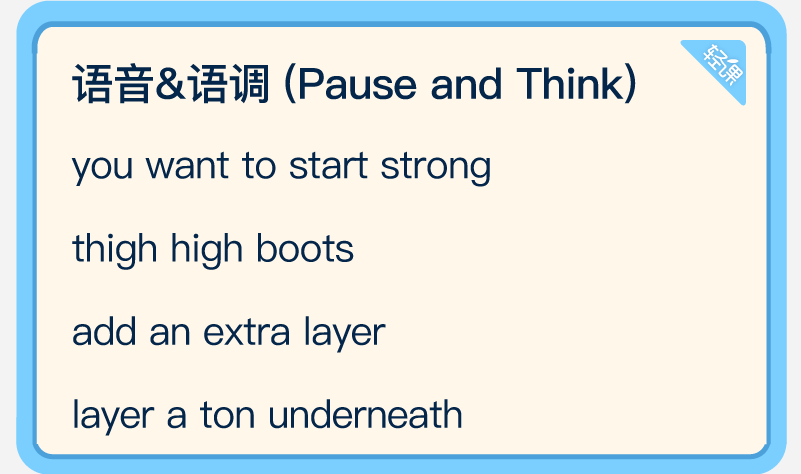 语音&语调 (Pause and Think)
轻课
you want to start strong
thigh high boots
add an extra layer
layer a ton underneath